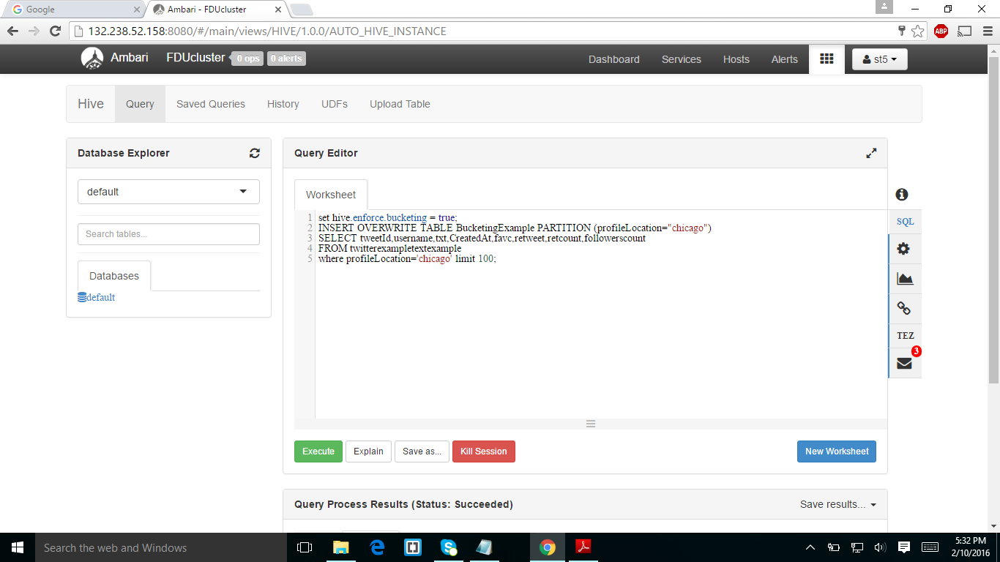 Google
Ambari - FDUcluster
132.238.52.158:8080/#/main/views/HIVE/1.0.0/AUTO_HIVE_INSTANCE
ABP
Ambari FDUcluster 0 ops 0 alerts Dashboard Services Hosts Alerts st5
Hive Query Saved Queries History UDFs Upload Table
Database Explorer
default
Search tables...
Databases
default
Query Editor
Worksheet
1 set hive.enforce.bucketing = true;
2 INSERT OVERWRITE TABLE BucketingExample PARTITION (profileLocation="chicago")
3 SELECT tweetId,username,txt,CreatedAt,favc,retweet,retcount,followerscount
4 FROM twitterexampletextexample
5 where profileLocation='chicago' limit 100;
SQL
TEZ
3
Execute Explain Save as... Kill Session New Worksheet
Query Process Results (Status: Succeeded) Save results...
Search the web and Windows
5:32 PM
2/10/2016